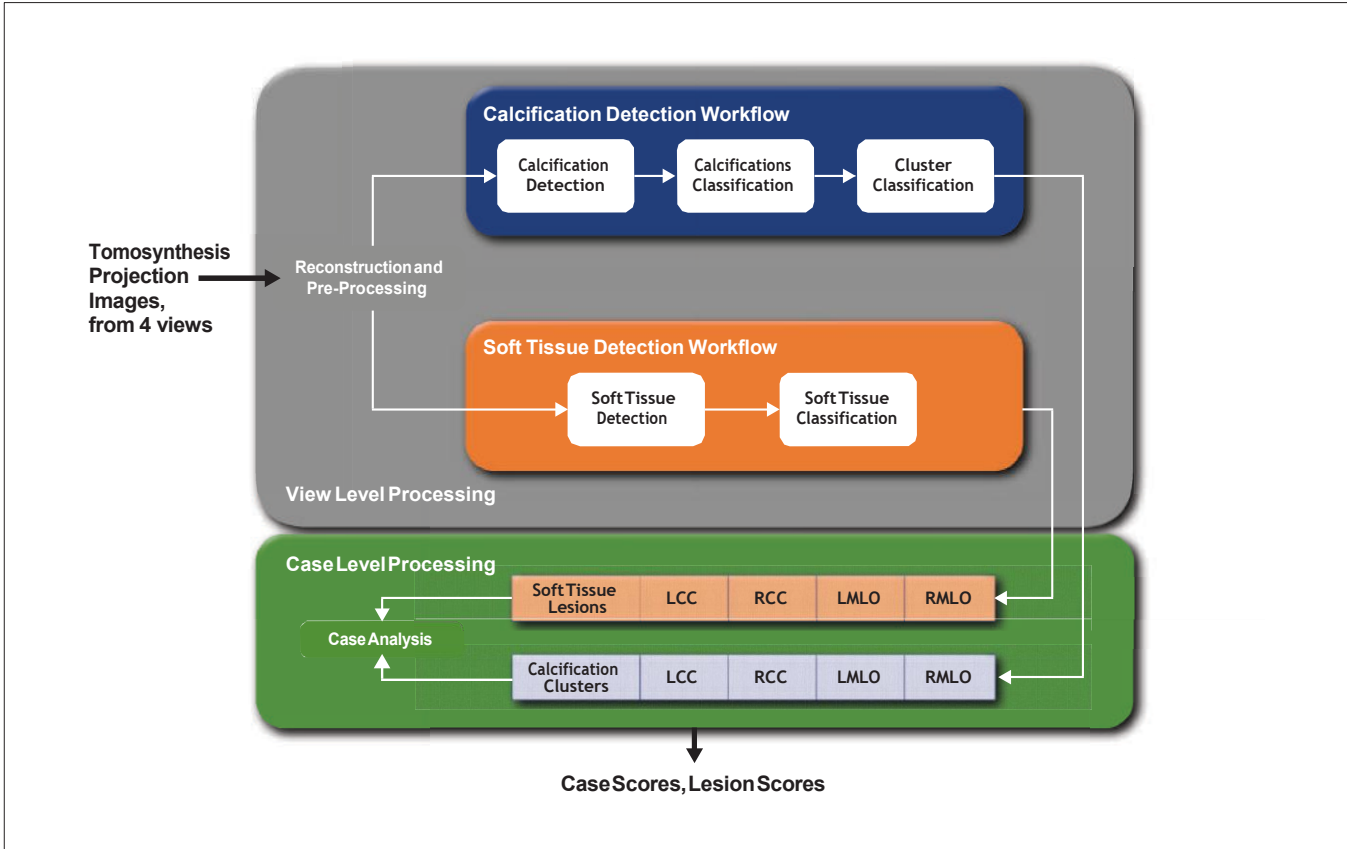 Calcification Detection Workflow
Calcification
Detection
Calcifications
Classification
Cluster
Classification
Tomosynthesis
Projection
Images,
from 4 views
Reconstruction and
Pre-Processing
Soft Tissue Detection Workflow
Soft Tissue
Detection
Soft Tissue
Classification
View Level Processing
Case Level Processing
Soft Tissue
Lesions
LCC
RCC
LMLO
RMLO
Case Analysis
Calcification
Clusters
LCC
RCC
LMLO
RMLO
Case Scores, Lesion Scores